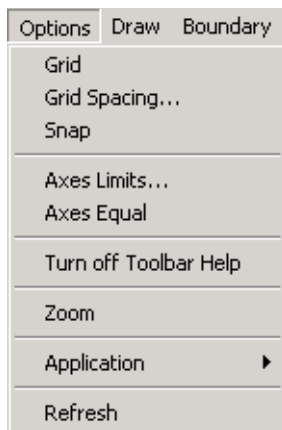 Options Draw Boundary
Grid
Grid Spacing...
Snap
Axes Limits...
Axes Equal
Turn off Toolbar Help
Zoom
Application
Refresh